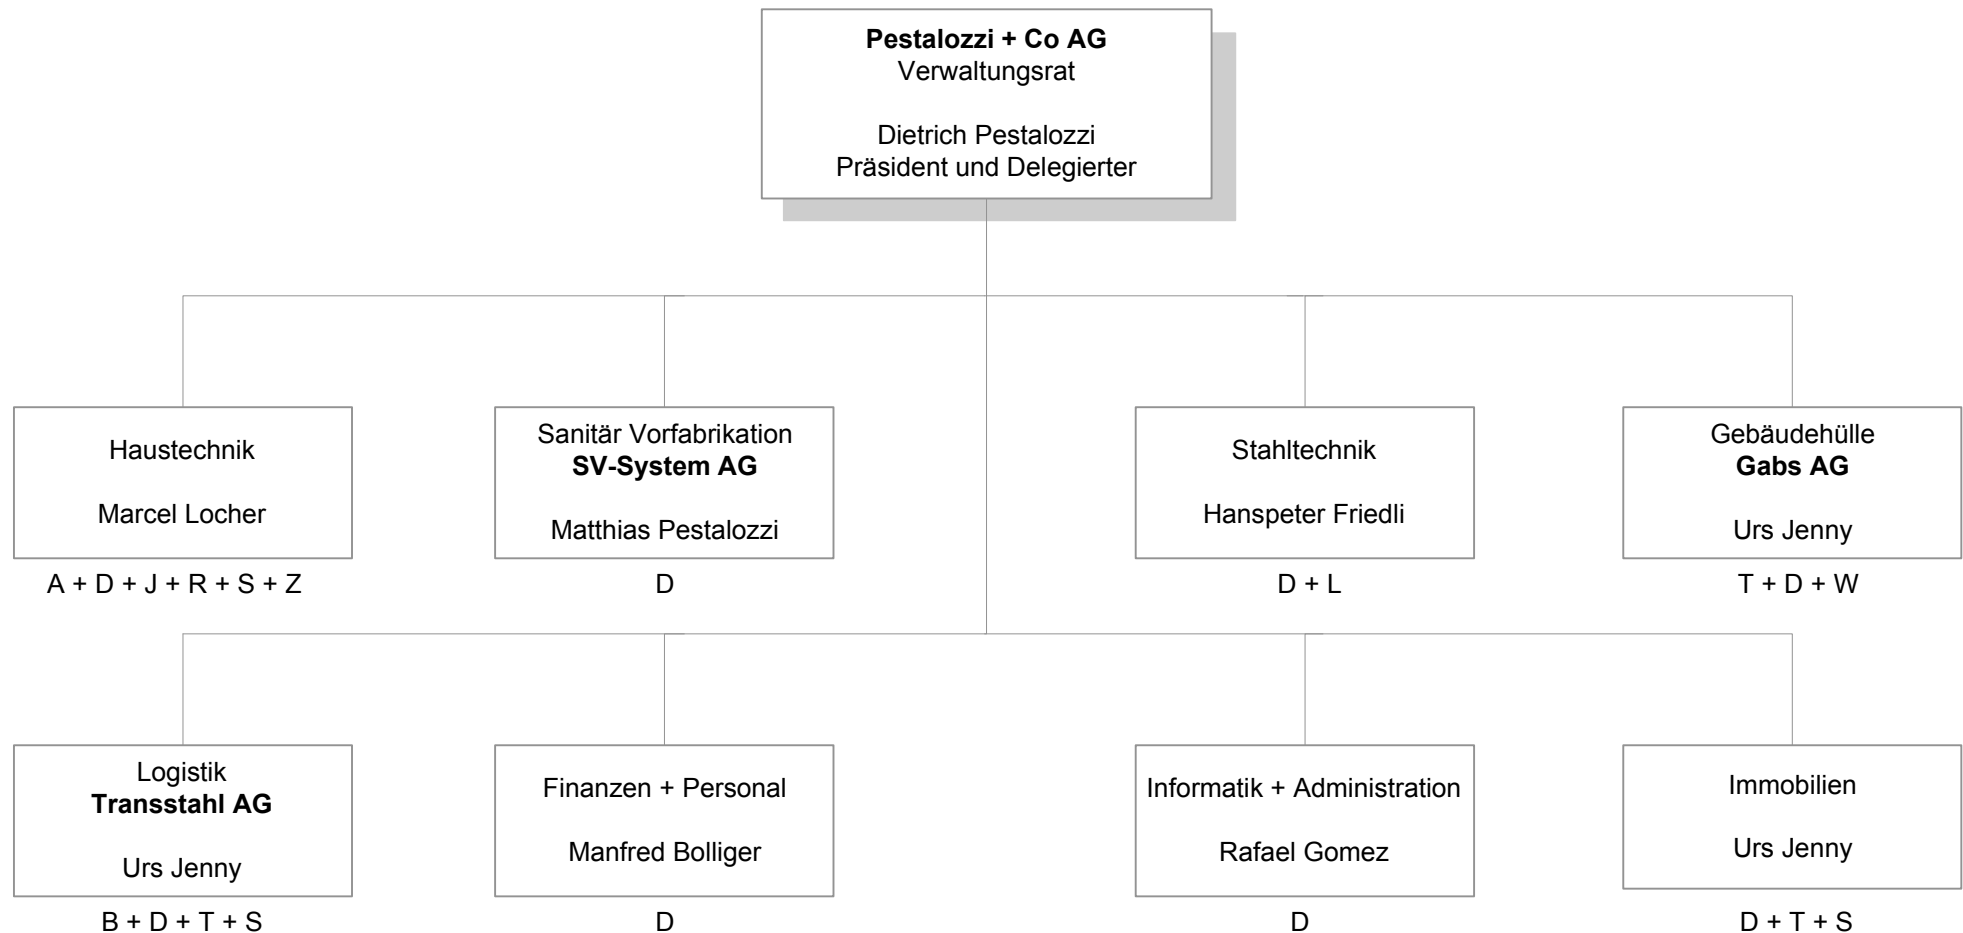 Pestalozzi + Co AG
Verwaltungsrat
Dietrich Pestalozzi
Präsident und Delegierter
Haustechnik
Marcel Locher
A + D + J + R + S + Z
Sanitär Vorfabrikation
SV-System AG
Matthias Pestalozzi
D
Stahltechnik
Hanspeter Friedli
D + L
Gebäudehülle
Gabs AG
Urs Jenny
T + D + W
Logistik
Transstahl AG
Urs Jenny
B + D + T + S
Finanzen + Personal
Manfred Bolliger
D
Informatik + Administration
Rafael Gomez
D
Immobilien
Urs Jenny
D + T + S